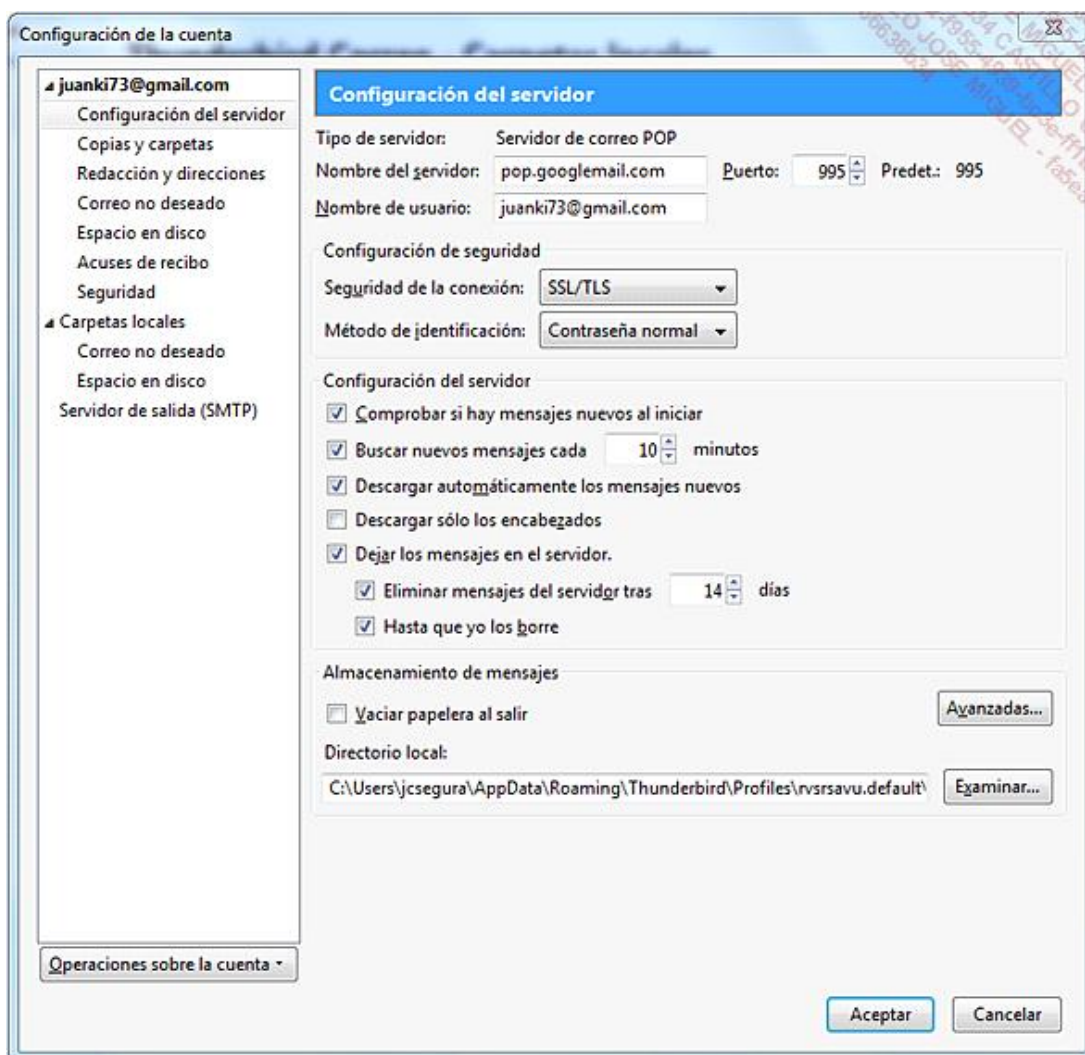 Configuración de la cuenta
juanki73@gmail.com
Configuración del servidor
Copias y carpetas
Redacción y direcciones
Correo no deseado
Espacio en disco
Acuses de recibo
Seguridad
Carpetas locales
Correo no deseado
Espacio en disco
Servidor de salida (SMTP)
Operaciones sobre la cuenta
Configuración del servidor
Tipo de servidor: Servidor de correo POP
Nombre del servidor: pop.googlemail.com Puerto: 995 Predet.: 995
Nombre de usuario: juanki73@gmail.com
Configuración de seguridad
Seguridad de la conexión: SSL/TLS
Método de identificación: Contraseña normal
Configuración del servidor
Comprobar si hay mensajes nuevos al iniciar
Buscar nuevos mensajes cada 10 minutos
Descargar automáticamente los mensajes nuevos
Descargar sólo los encabezados
Dejar los mensajes en el servidor.
Eliminar mensajes del servidor tras 14 días
Hasta que yo los borre
Almacenamiento de mensajes
Vaciar papelera al salir Avanzadas...
Directorio local:
C:\Users\jcsegura\AppData\Roaming\Thunderbird\Profiles\rvsrsavu.default\ Examinar...
Aceptar Cancelar